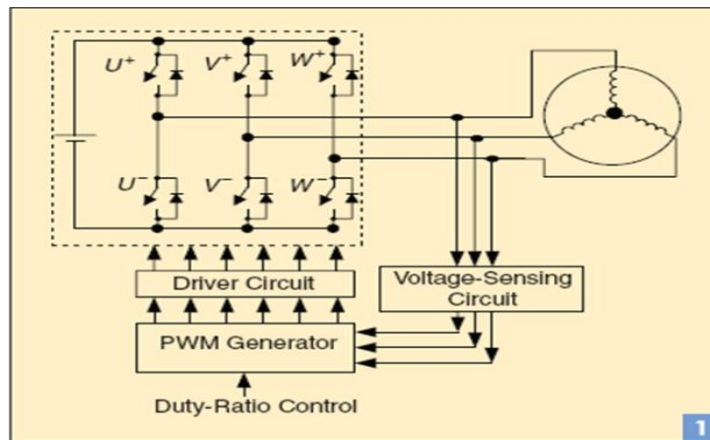 U+ V+ W+
U− V− W−
Driver Circuit
Voltage-Sensing
Circuit
PWM Generator
Duty-Ratio Control
1